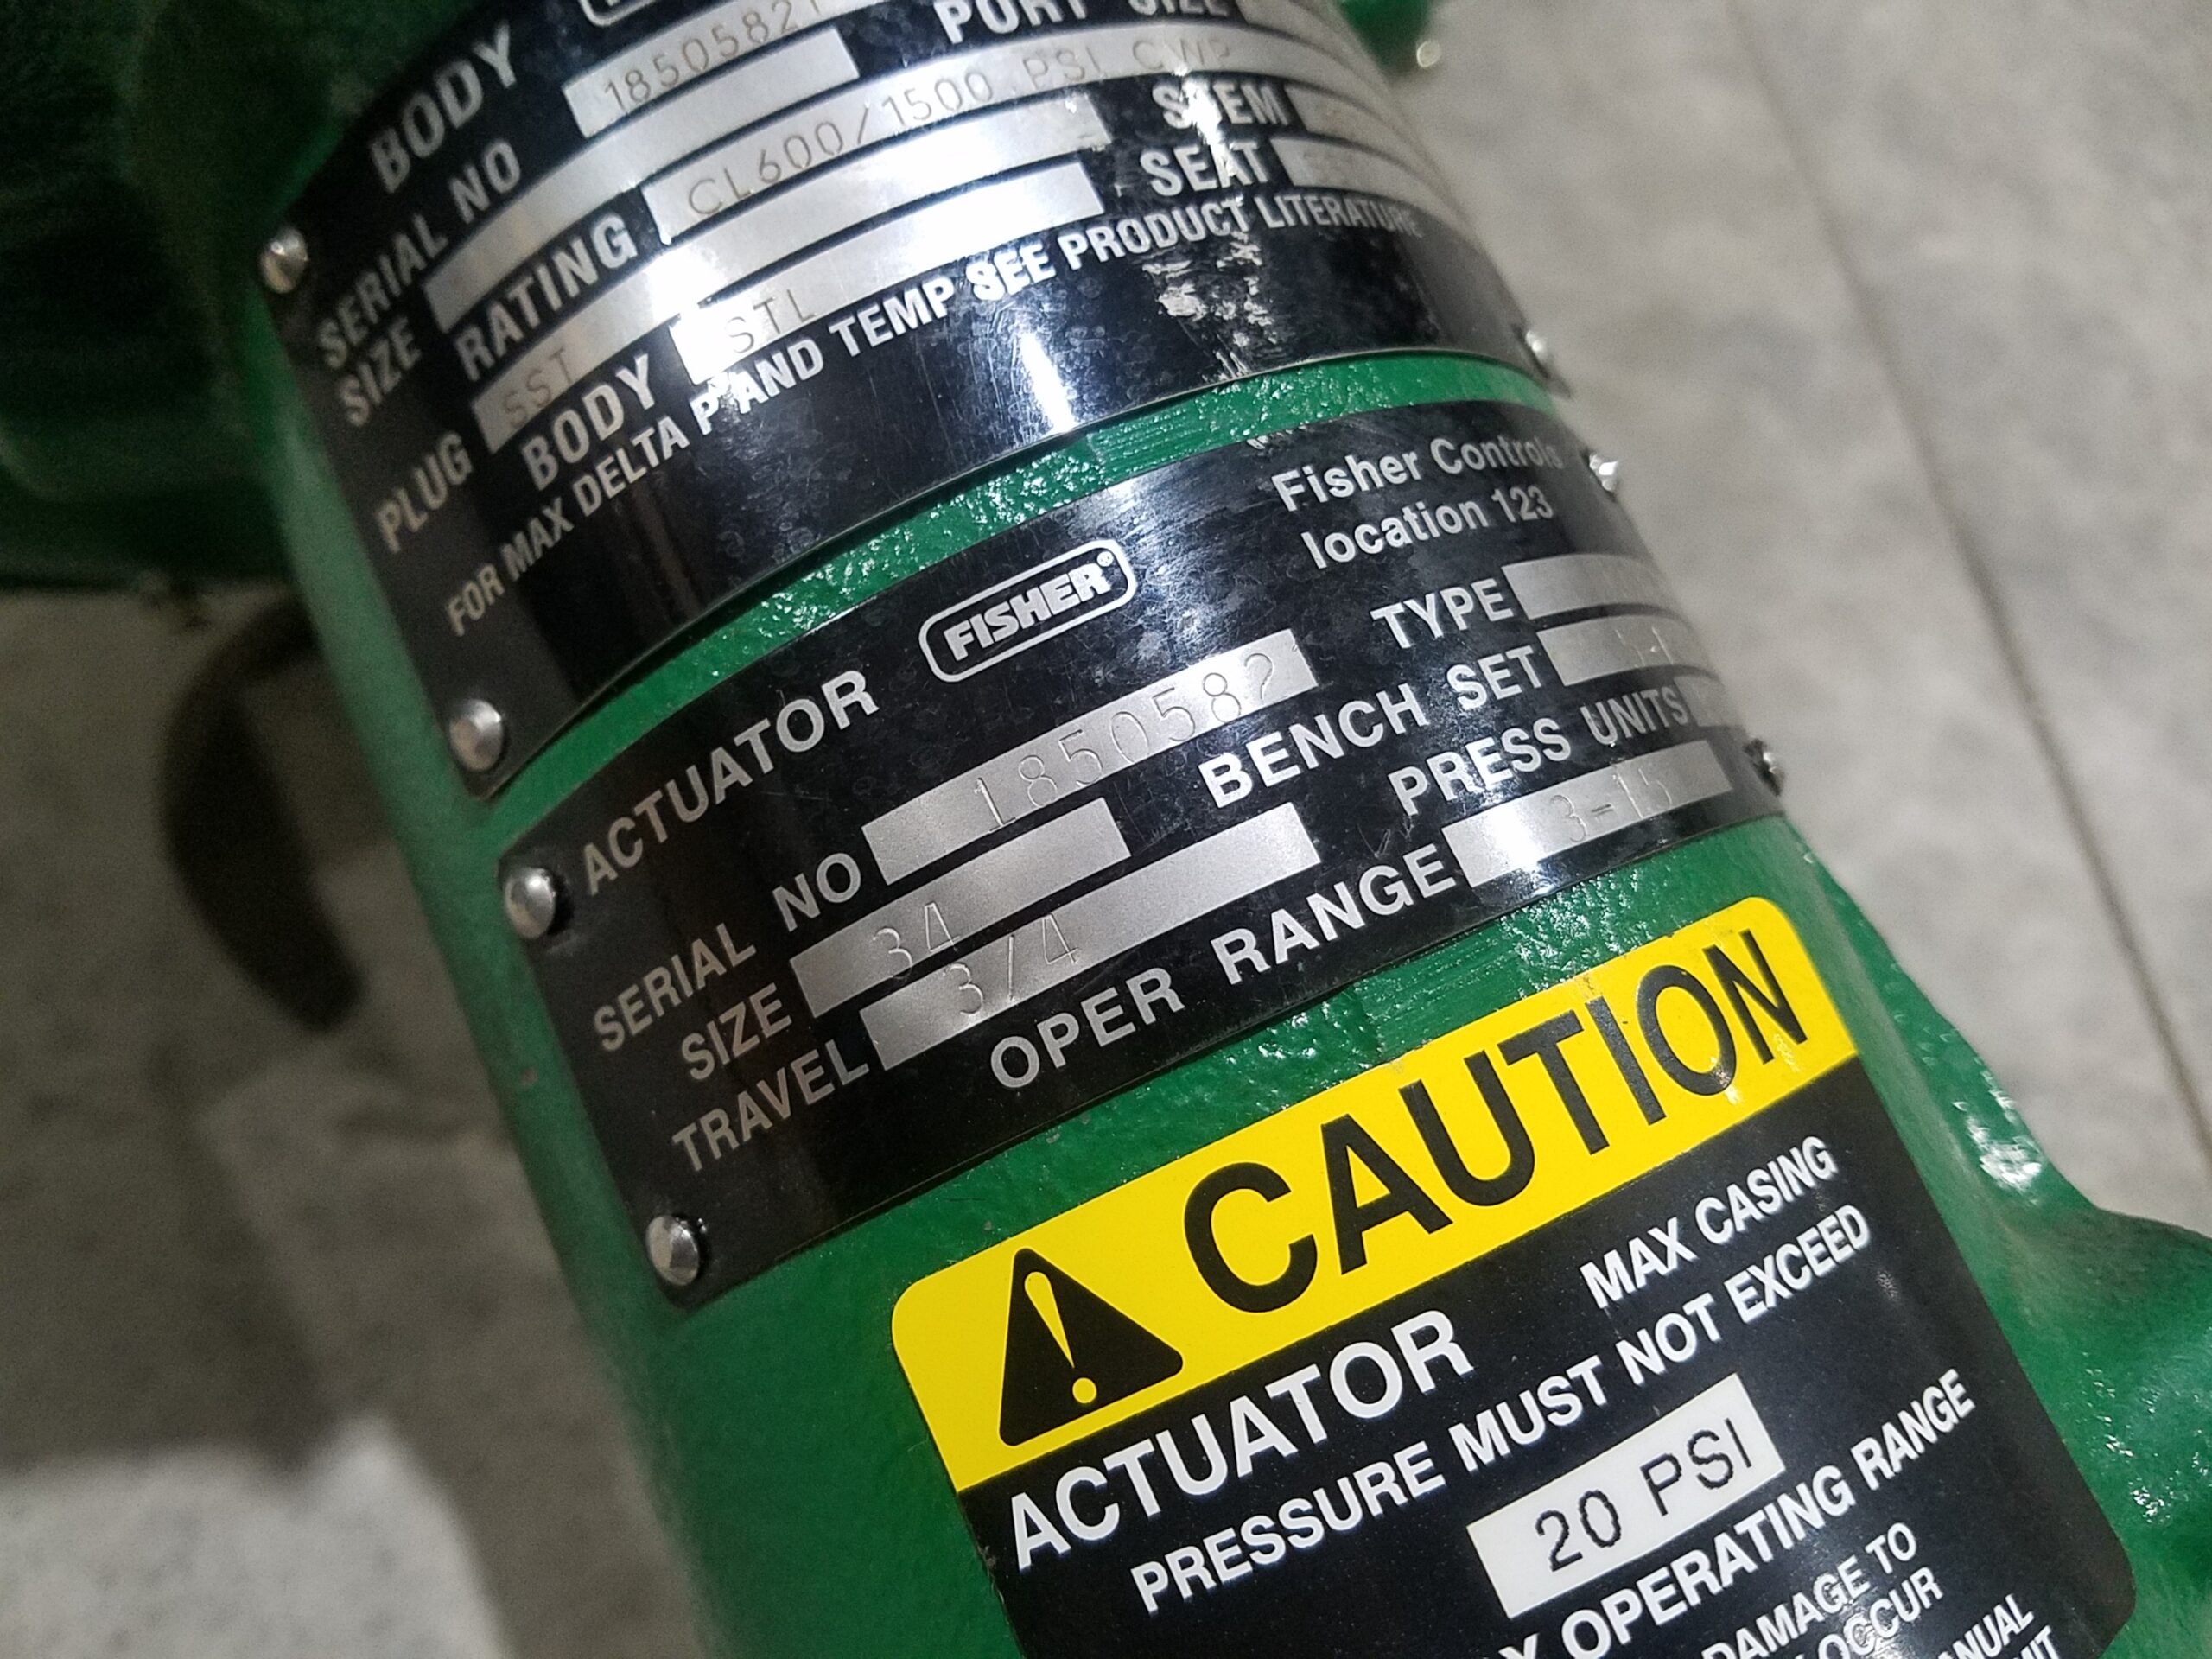 BODY
SERIAL NO 18505821
PORT SIZE
SIZE
RATING CL600/1500 PSI CWP
STEM
PLUG SST
SEAT
BODY STL
FOR MAX DELTA P AND TEMP SEE PRODUCT LITERATURE
ACTUATOR FISHER®
Fisher Controls
location 123
SERIAL NO 1850582
TYPE
SIZE 34
BENCH SET
TRAVEL 3/4
PRESS UNITS
OPER RANGE 3-15
CAUTION
ACTUATOR MAX CASING
PRESSURE MUST NOT EXCEED
20 PSI
OPERATING RANGE
DAMAGE TO
OCCUR